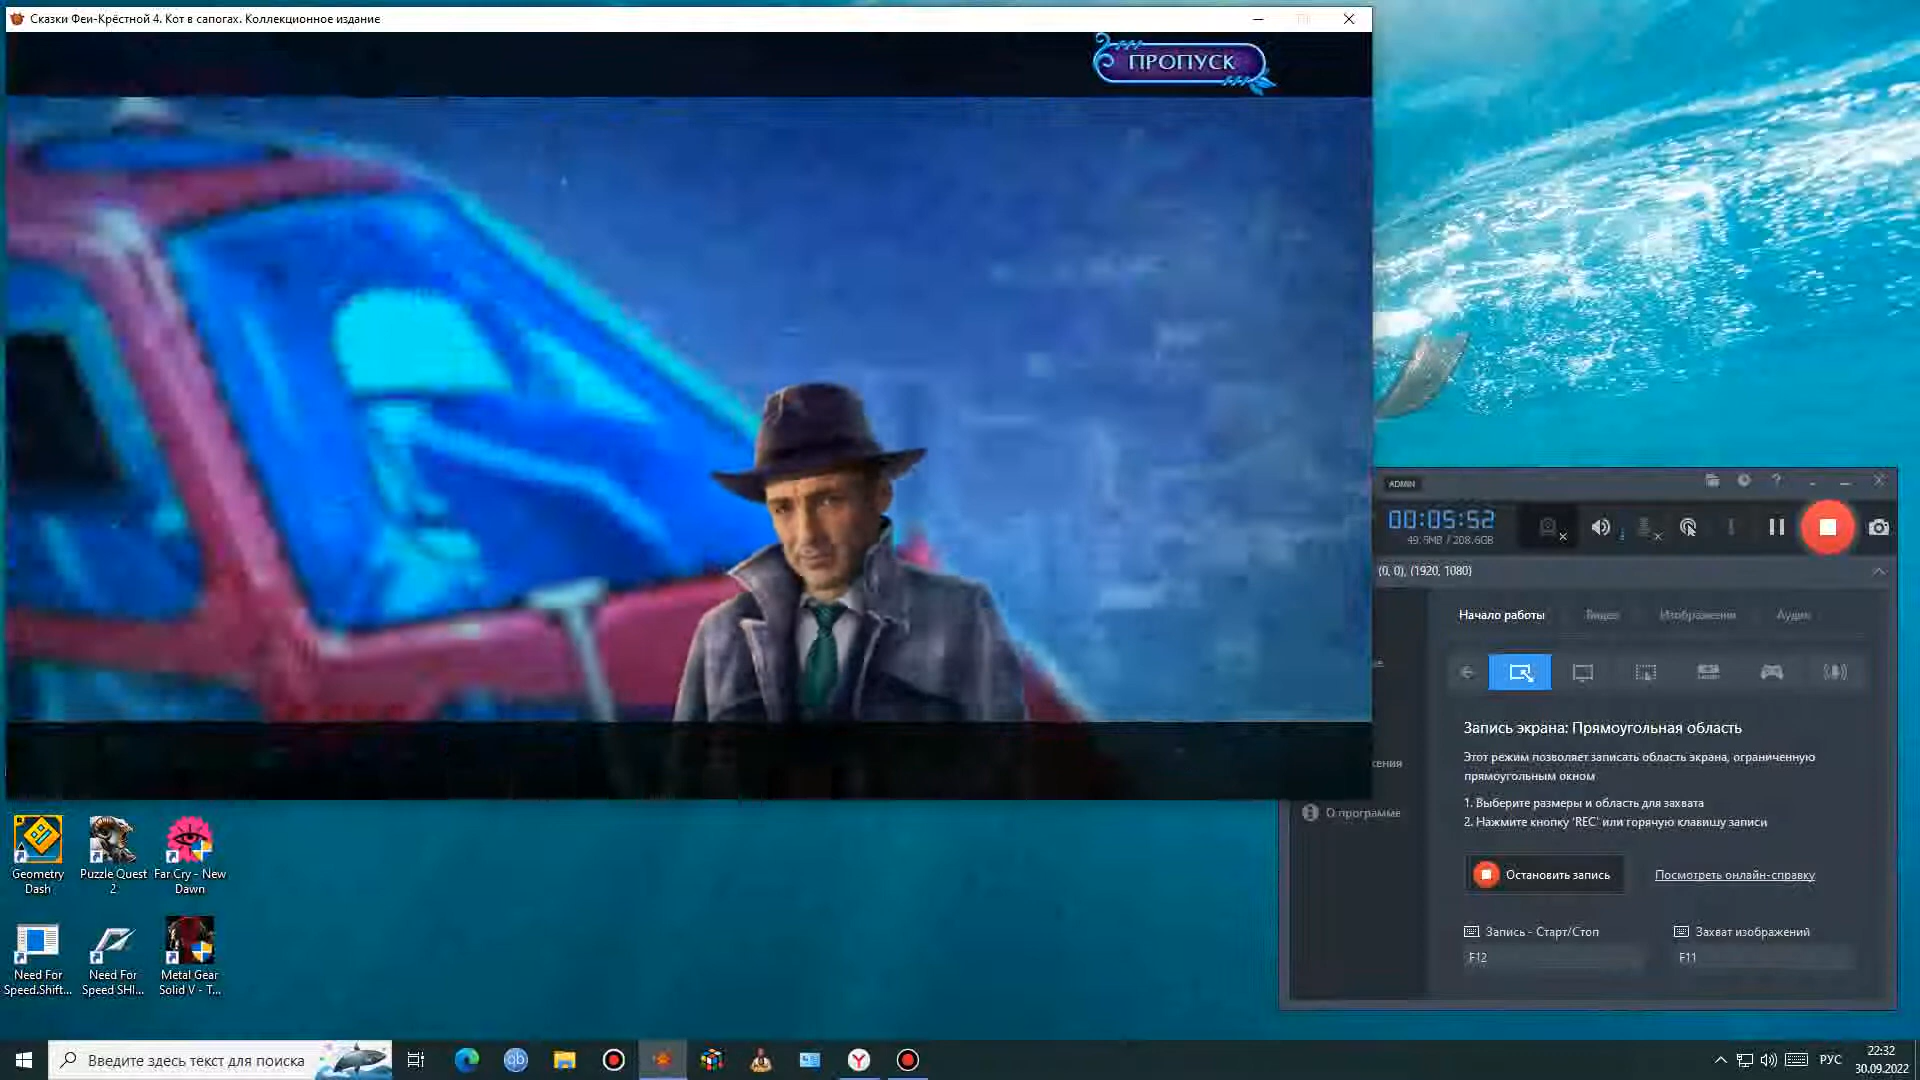 Сказки Феи-Крёстной 4. Кот в сапогах. Коллекционное издание
ПРОПУСК
ADMIN
00:05:52
49.6MB / 208.6GB
(0, 0), (1920, 1080)
Начало работы
Видео
Изображения
Аудио
Запись экрана: Прямоугольная область
Этот режим позволяет записать область экрана, ограниченную
прямоугольным окном
1. Выберите размеры и область для захвата
2. Нажмите кнопку 'REC' или горячую клавишу записи
О программе
Остановить запись
Посмотреть онлайн-справку
Запись - Старт/Стоп
Захват изображений
F12
F11
Geometry
Dash
Puzzle Quest
2
Far Cry - New
Dawn
Need For
Speed.Shift...
Need For
Speed SHI...
Metal Gear
Solid V - T...
Введите здесь текст для поиска
РУС
22:32
30.09.2022